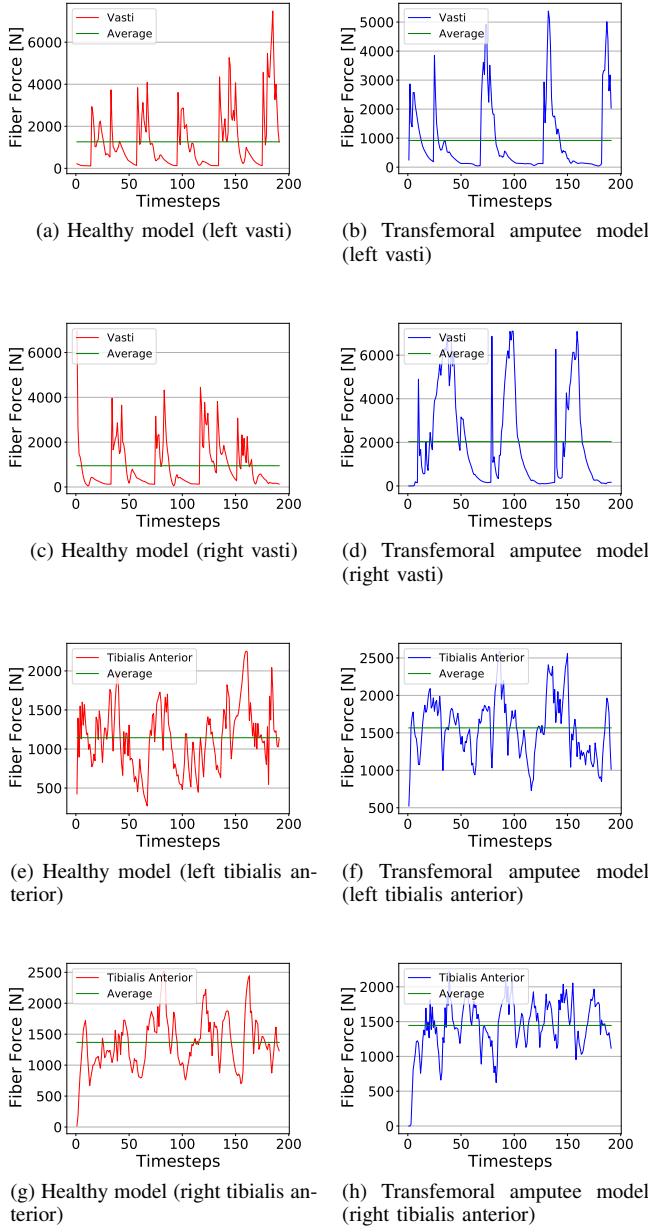 Fiber Force [N]
6000
4000
2000
0
Vasti
Average
0 50 100 150 200
Timesteps
(a) Healthy model (left vasti)
Fiber Force [N]
5000
4000
3000
2000
1000
0
Vasti
Average
0 50 100 150 200
Timesteps
(b) Transfemoral amputee model
(left vasti)
Fiber Force [N]
6000
4000
2000
0
Vasti
Average
0 50 100 150 200
Timesteps
(c) Healthy model (right vasti)
Fiber Force [N]
6000
4000
2000
0
Vasti
Average
0 50 100 150 200
Timesteps
(d) Transfemoral amputee model
(right vasti)
Fiber Force [N]
2000
1500
1000
500
Tibialis Anterior
Average
0 50 100 150 200
Timesteps
(e) Healthy model (left tibialis an-
terior)
Fiber Force [N]
2500
2000
1500
1000
500
Tibialis Anterior
Average
0 50 100 150 200
Timesteps
(f) Transfemoral amputee model
(left tibialis anterior)
Fiber Force [N]
2500
2000
1500
1000
500
0
Tibialis Anterior
Average
0 50 100 150 200
Timesteps
(g) Healthy model (right tibialis an-
terior)
Fiber Force [N]
2000
1500
1000
500
0
Tibialis Anterior
Average
0 50 100 150 200
Timesteps
(h) Transfemoral amputee model
(right tibialis anterior)